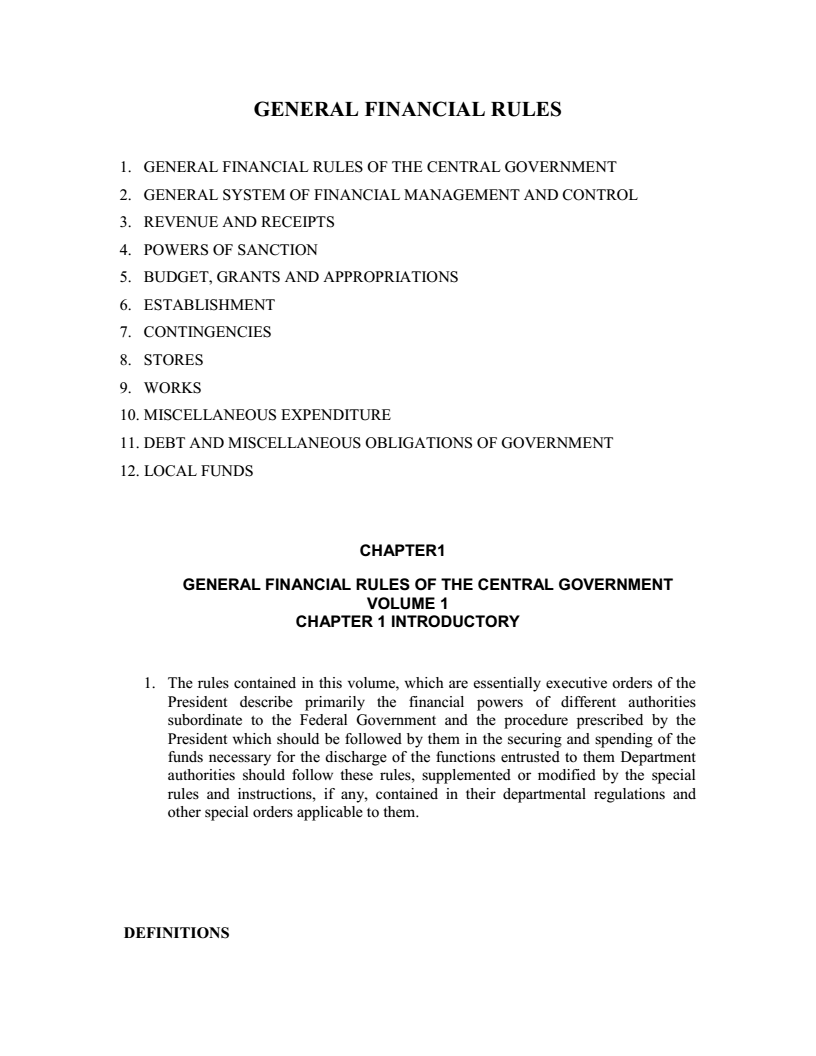 GENERAL FINANCIAL RULES
1. GENERAL FINANCIAL RULES OF THE CENTRAL GOVERNMENT
2. GENERAL SYSTEM OF FINANCIAL MANAGEMENT AND CONTROL
3. REVENUE AND RECEIPTS
4. POWERS OF SANCTION
5. BUDGET, GRANTS AND APPROPRIATIONS
6. ESTABLISHMENT
7. CONTINGENCIES
8. STORES
9. WORKS
10. MISCELLANEOUS EXPENDITURE
11. DEBT AND MISCELLANEOUS OBLIGATIONS OF GOVERNMENT
12. LOCAL FUNDS
CHAPTER1
GENERAL FINANCIAL RULES OF THE CENTRAL GOVERNMENT
VOLUME 1
CHAPTER 1 INTRODUCTORY
1. The rules contained in this volume, which are essentially executive orders of the
President describe primarily the financial powers of different authorities
subordinate to the Federal Government and the procedure prescribed by the
President which should be followed by them in the securing and spending of the
funds necessary for the discharge of the functions entrusted to them Department
authorities should follow these rules, supplemented or modified by the special
rules and instructions, if any, contained in their departmental regulations and
other special orders applicable to them.
DEFINITIONS